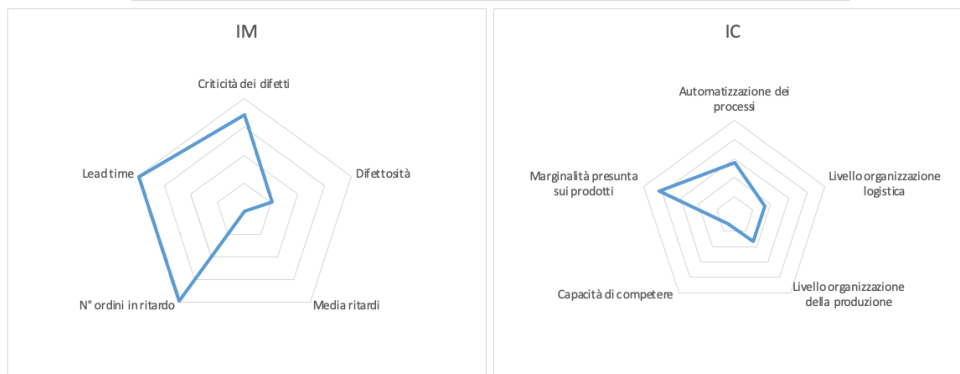 IM
Criticità dei difetti
Lead time
Difettosità
N° ordini in ritardo
Media ritardi
IC
Automatizzazione dei
processi
Marginalità presunta
sui prodotti
Livello organizzazione
logistica
Capacità di competere
Livello organizzazione
della produzione